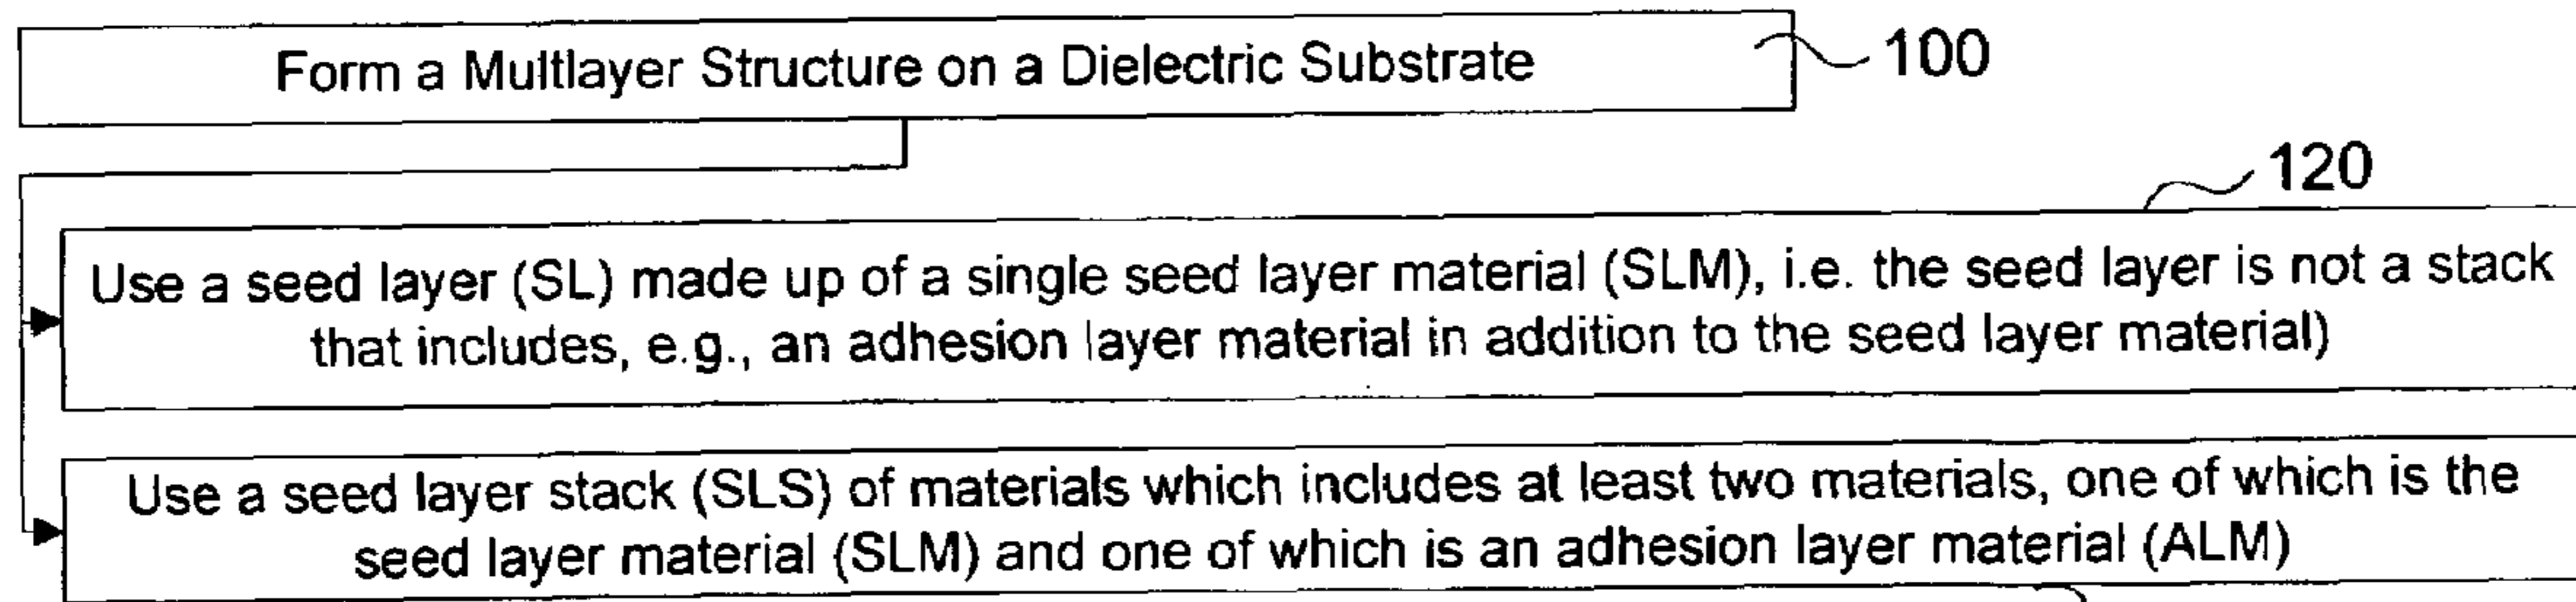 Form a Multlayer Structure on a Dielectric Substrate
100
120
Use a seed layer (SL) made up of a single seed layer material (SLM), i.e. the seed layer is not a stack
that includes, e.g., an adhesion layer material in addition to the seed layer material)
Use a seed layer stack (SLS) of materials which includes at least two materials, one of which is the
seed layer material (SLM) and one of which is an adhesion layer material (ALM)